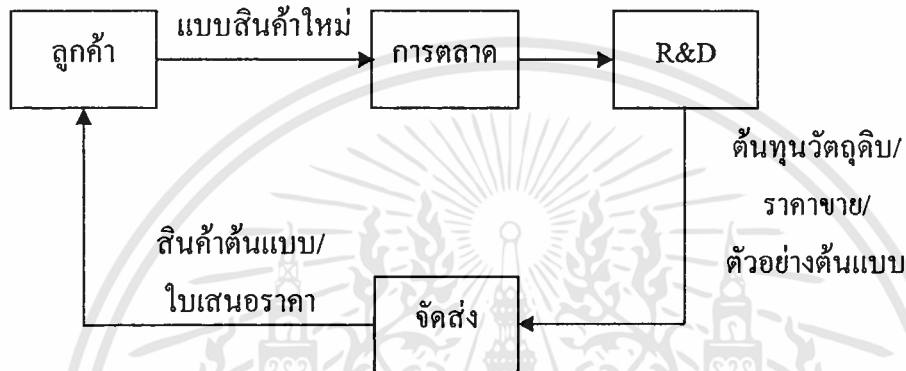 ลูกค้า
แบบสินค้าใหม่
การตลาด
R&D
ต้นทุนวัตถุดิบ/
ราคาขาย/
ตัวอย่างต้นแบบ
จัดส่ง
สินค้าต้นแบบ/
ใบเสนอราคา